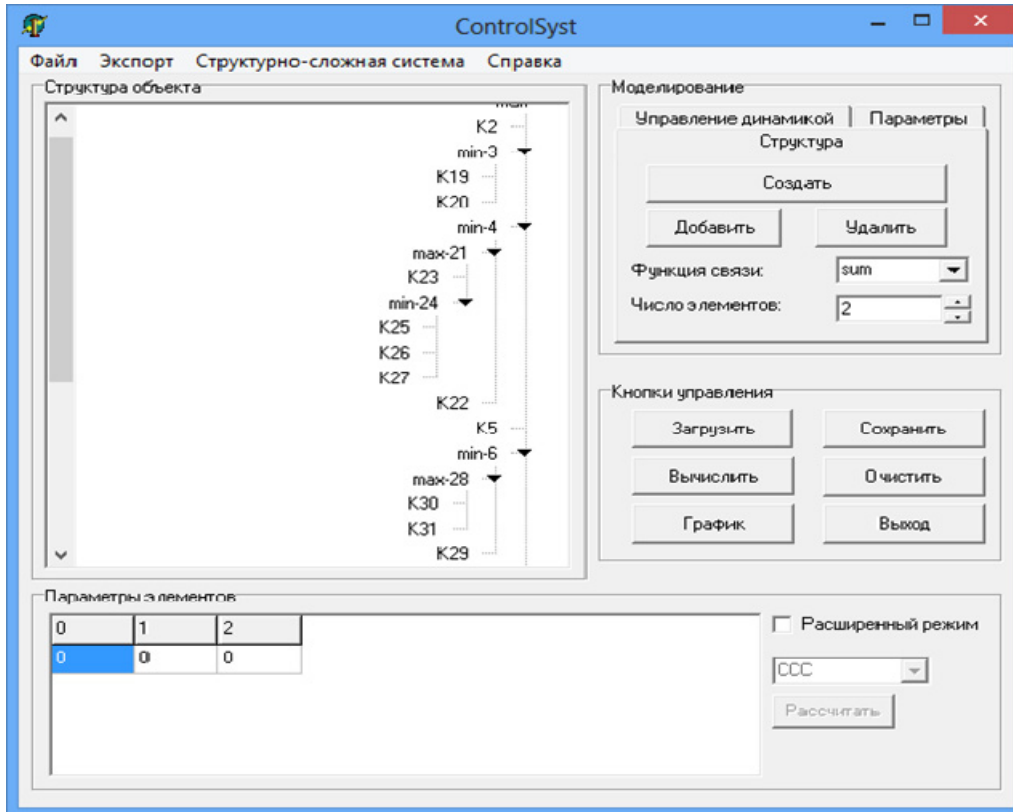 ControlSyst
Файл Экспорт Структурно-сложная система Справка
Структура объекта
K2
min-3
K19
K20
min-4
max-21
K23
min-24
K25
K26
K27
K22
K5
min-6
max-28
K30
K31
K29
Моделирование
Управление динамикой Параметры
Структура
Создать
Добавить Удалить
Функция связи: sum
Число элементов: 2
Кнопки управления
Загрузить Сохранить
Вычислить Очистить
График Выход
Параметры элементов
0 1 2
0 0 0
Расширенный режим
ССС
Рассчитать